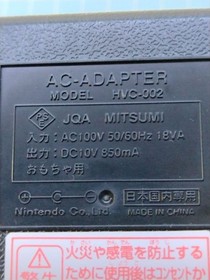 AC-ADAPTER
MODEL HVC-002
JQA MITSUMI
入力：AC100V 50/60Hz 18VA
出力：DC10V 850mA
おもちゃ用
日本国内専用
Nintendo Co., Ltd. MADE IN CHINA
火災や感電を防止する
ために使用後はコンセントか